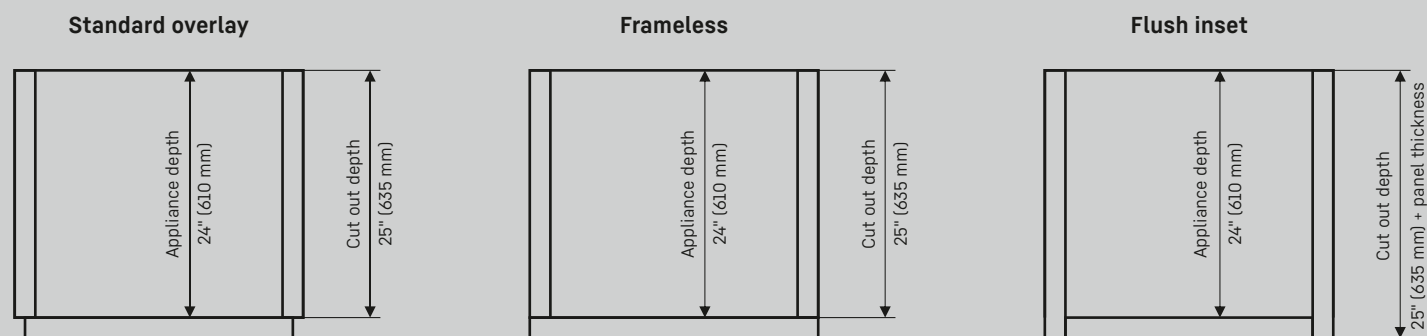 Standard overlay
Appliance depth
24" (610 mm)
Cut out depth
25" (635 mm)
Frameless
Appliance depth
24" (610 mm)
Cut out depth
25" (635 mm)
Flush inset
Appliance depth
24" (610 mm)
Cut out depth
25" (635 mm) + panel thickness